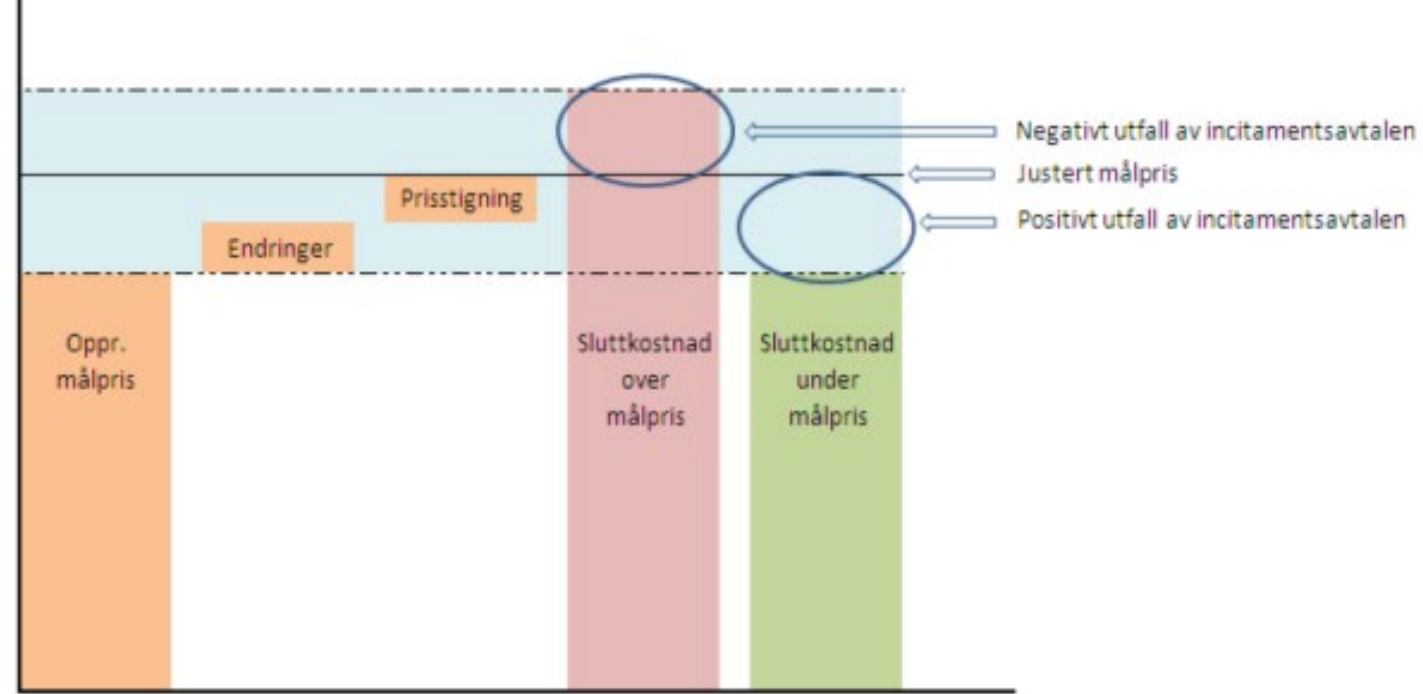 Negativt utfall av incitamentsavtalen
Justert målpris
Prisstigning
Positivt utfall av incitamentsavtalen
Endringer
Oppr.
målpris
Sluttkostnad
over
målpris
Sluttkostnad
under
målpris